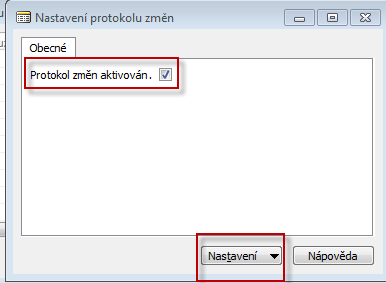 Nastavení protokolu změn
Obecné
Protokol změn aktivován.
Nastavení
Nápověda